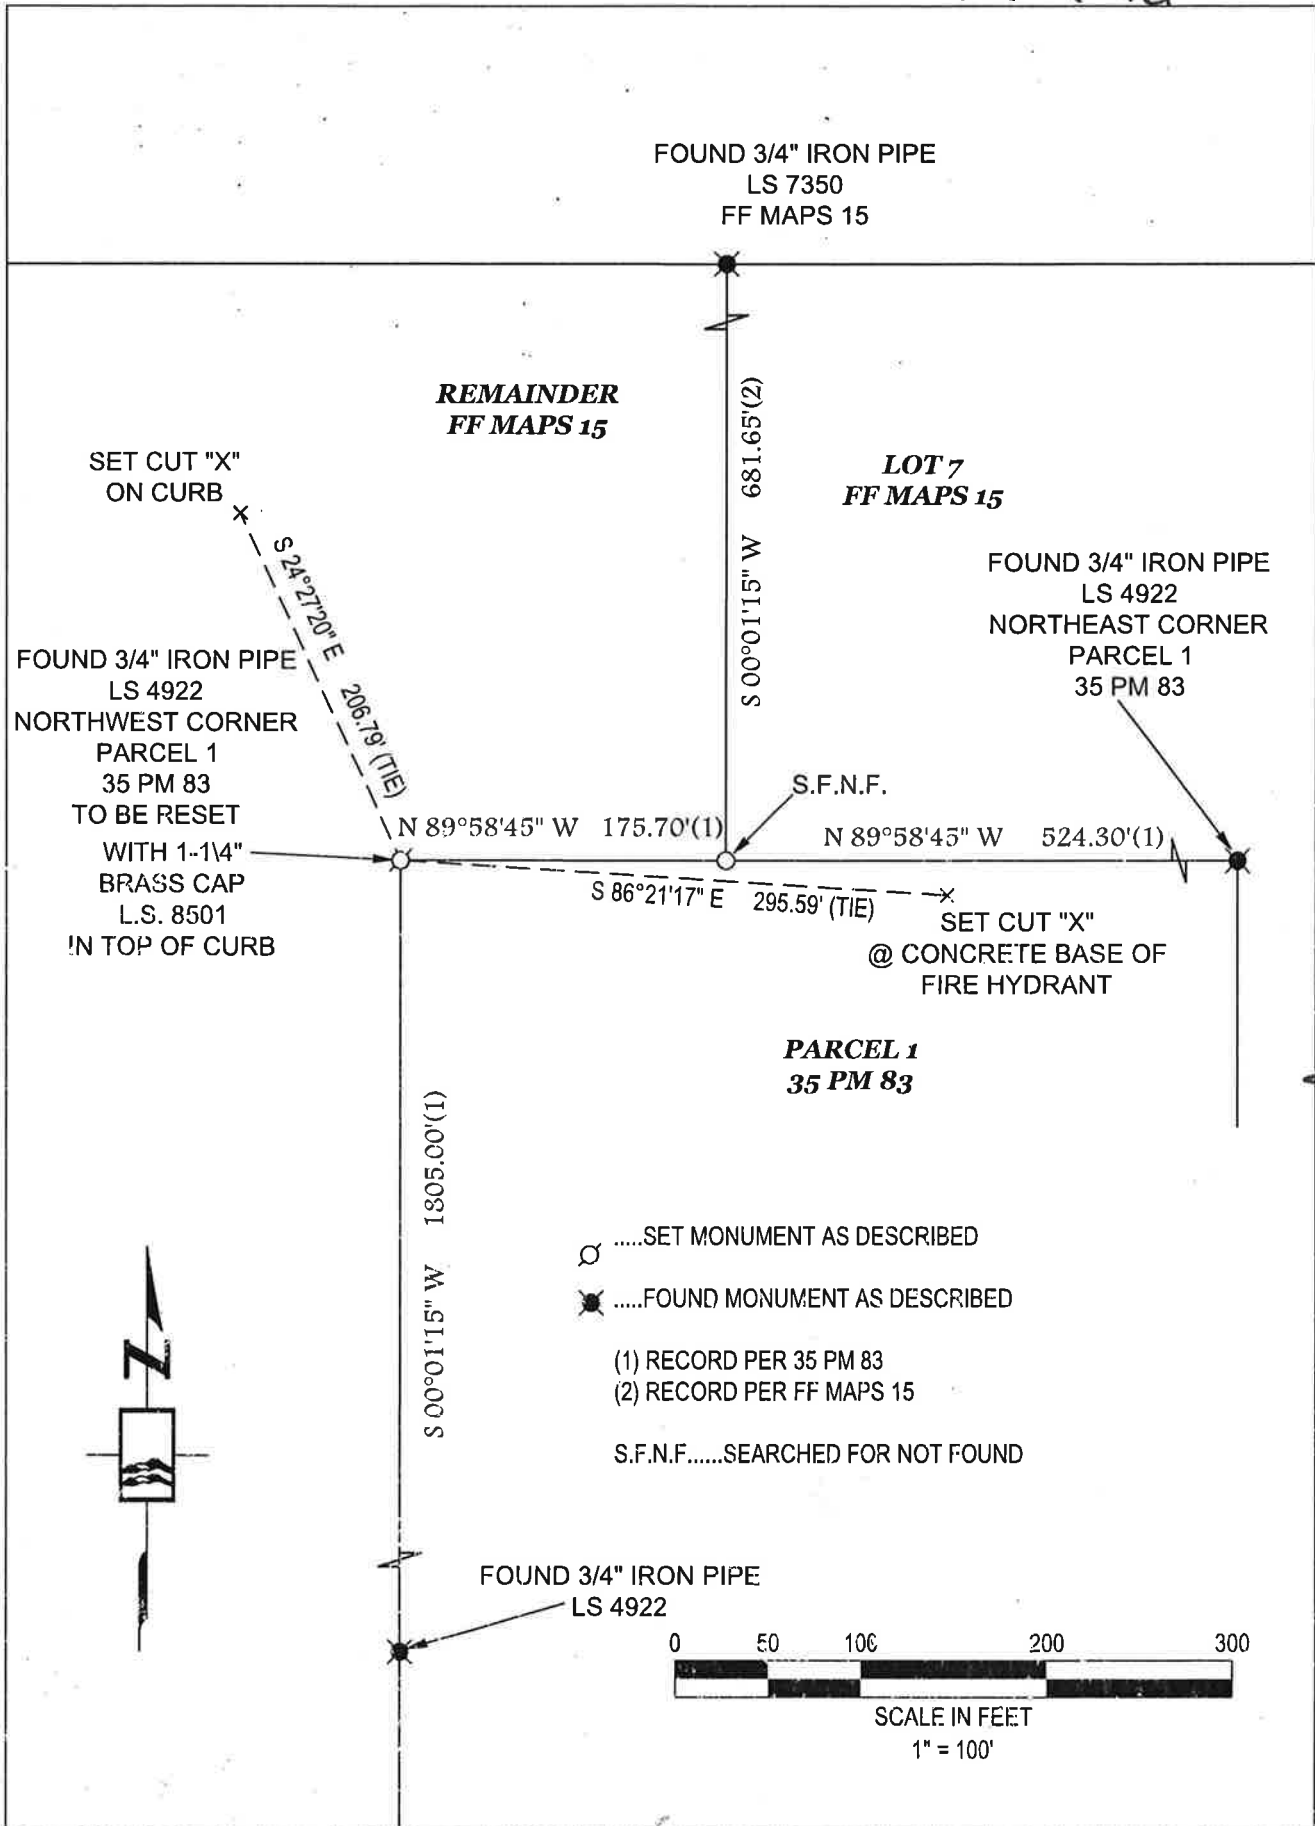 FOUND 3/4" IRON PIPE
LS 7350
FF MAPS 15
REMAINDER
FF MAPS 15
S 00°01'15" W 681.65'(2)
LOT 7
FF MAPS 15
SET CUT "X"
ON CURB
S 24°27'20" E 206.79' (TIE)
FOUND 3/4" IRON PIPE
LS 4922
NORTHEAST CORNER
PARCEL 1
35 PM 83
FOUND 3/4" IRON PIPE
LS 4922
NORTHWEST CORNER
PARCEL 1
35 PM 83
TO BE RESET
WITH 1-1\4"
BRASS CAP
L.S. 8501
IN TOP OF CURB
S.F.N.F.
N 89°58'45" W 175.70'(1)
N 89°58'45" W 524.30'(1)
S 86°21'17" E 295.59' (TIE)
SET CUT "X"
@ CONCRETE BASE OF
FIRE HYDRANT
PARCEL 1
35 PM 83
S 00°01'15" W 1805.00'(1)
.....SET MONUMENT AS DESCRIBED
.....FOUND MONUMENT AS DESCRIBED
(1) RECORD PER 35 PM 83
(2) RECORD PER FF MAPS 15
S.F.N.F......SEARCHED FOR NOT FOUND
N
FOUND 3/4" IRON PIPE
LS 4922
0 50 100 200 300
SCALE IN FEET
1" = 100'